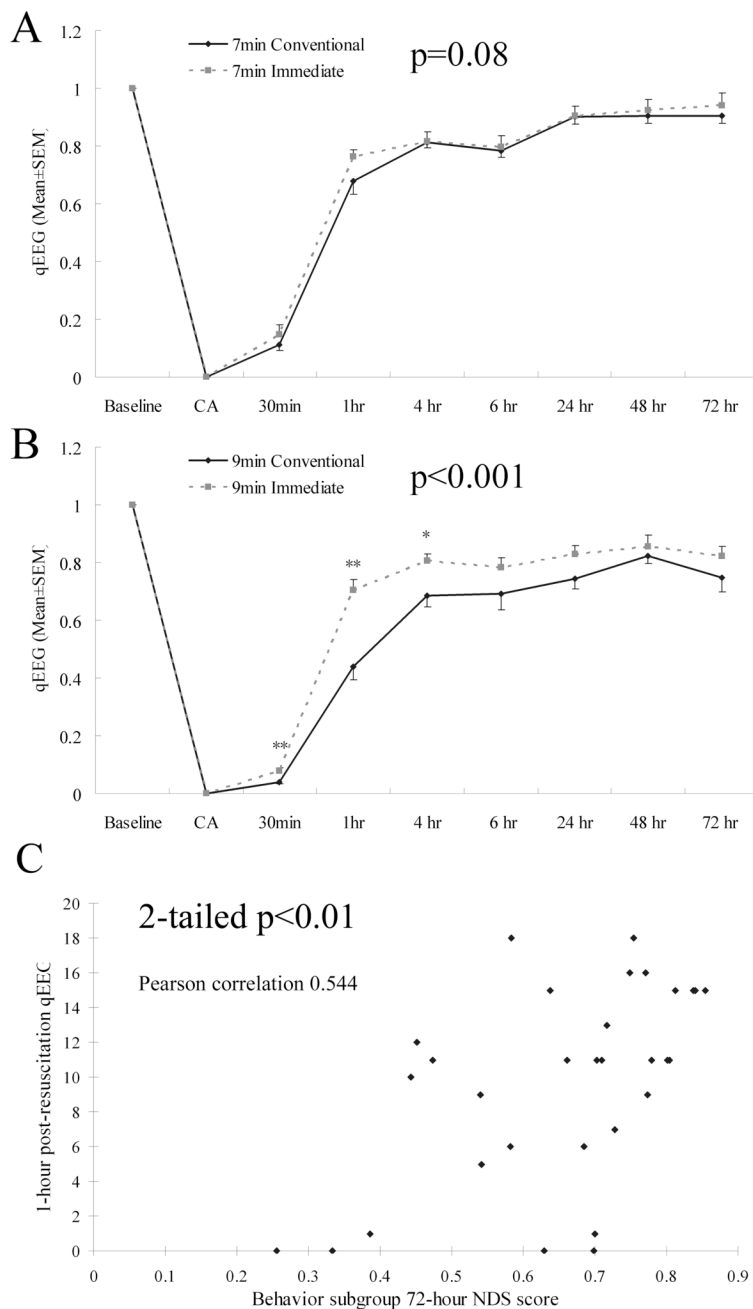 A
7min Conventional
7min Immediate
p=0.08
qEEG (Mean±SEM)
1.2
1
0.8
0.6
0.4
0.2
0
Baseline CA 30min 1hr 4 hr 6 hr 24 hr 48 hr 72 hr
B
9min Conventional
9min Immediate
p<0.001
qEEG (Mean±SEM)
1.2
1
0.8
0.6
0.4
0.2
0
**
**
*
Baseline CA 30min 1hr 4 hr 6 hr 24 hr 48 hr 72 hr
C
2-tailed p<0.01
Pearson correlation 0.544
1-hour post-resuscitation qEEG
20
18
16
14
12
10
8
6
4
2
0
0 0.1 0.2 0.3 0.4 0.5 0.6 0.7 0.8 0.9
Behavior subgroup 72-hour NDS score